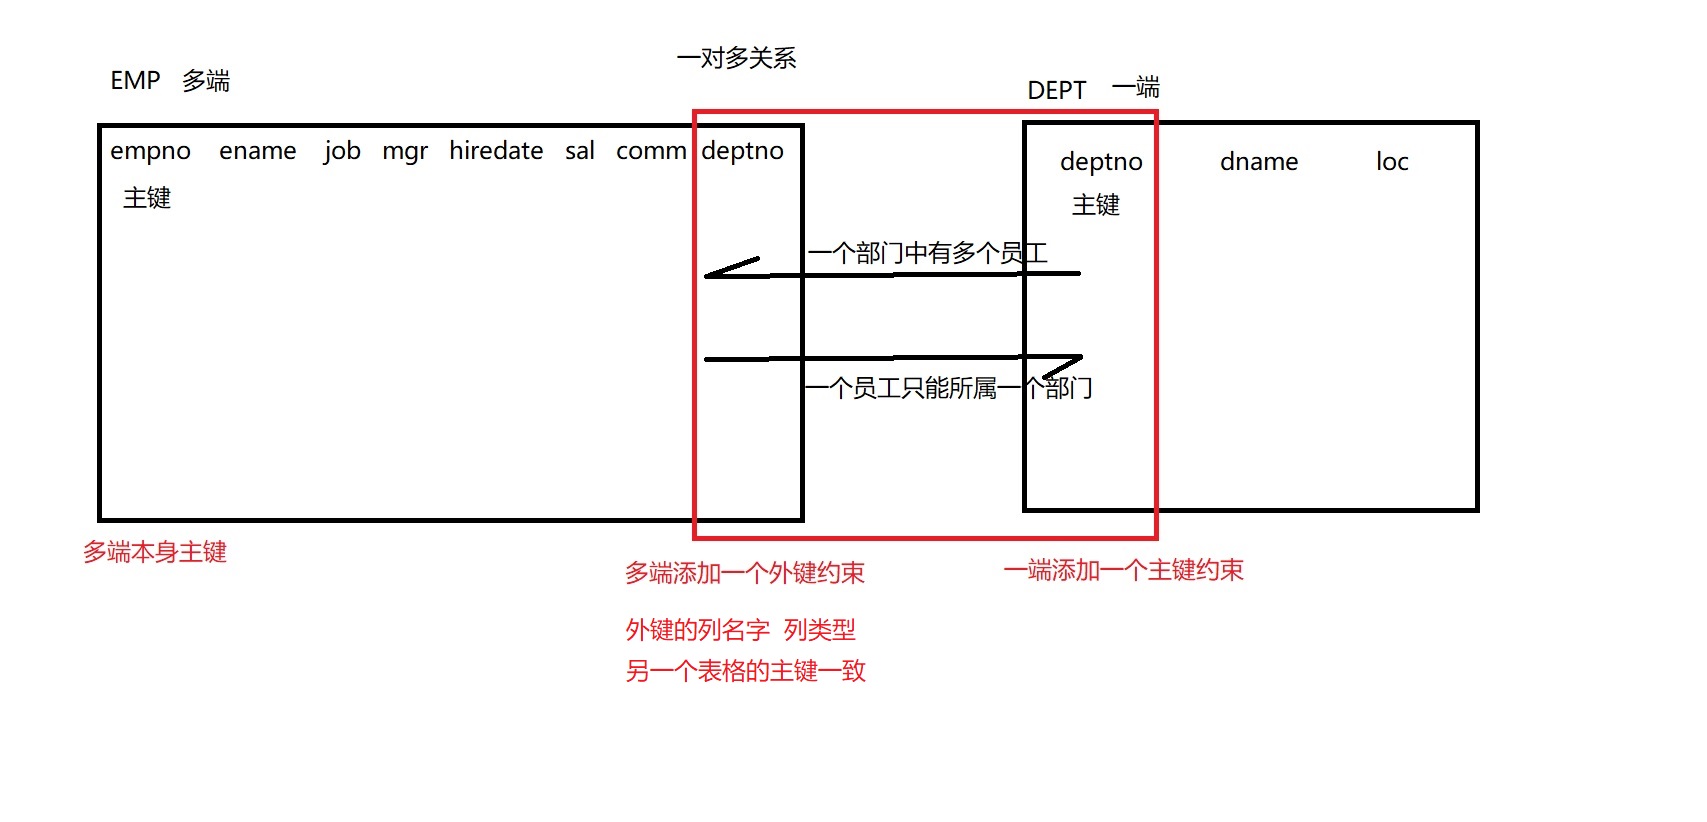 一对多关系
EMP 多端
DEPT 一端
empno ename job mgr hiredate sal comm deptno
主键
deptno dname loc
主键
一个部门中有多个员工
一个员工只能所属一个部门
多端本身主键
多端添加一个外键约束
一端添加一个主键约束
外键的列名字 列类型
另一个表格的主键一致